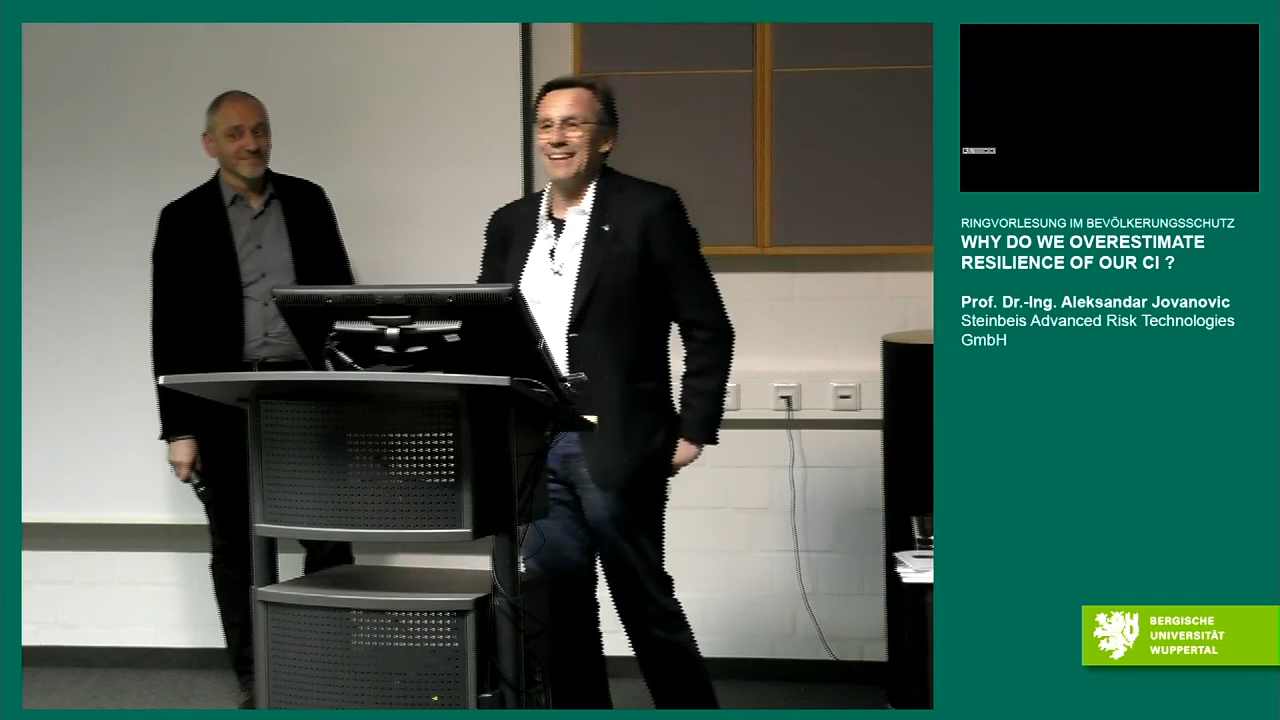 RINGVORLESUNG IM BEVÖLKERUNGSSCHUTZ
WHY DO WE OVERESTIMATE
RESILIENCE OF OUR CI ?
Prof. Dr.-Ing. Aleksandar Jovanovic
Steinbeis Advanced Risk Technologies
GmbH
BERGISCHE
UNIVERSITÄT
WUPPERTAL